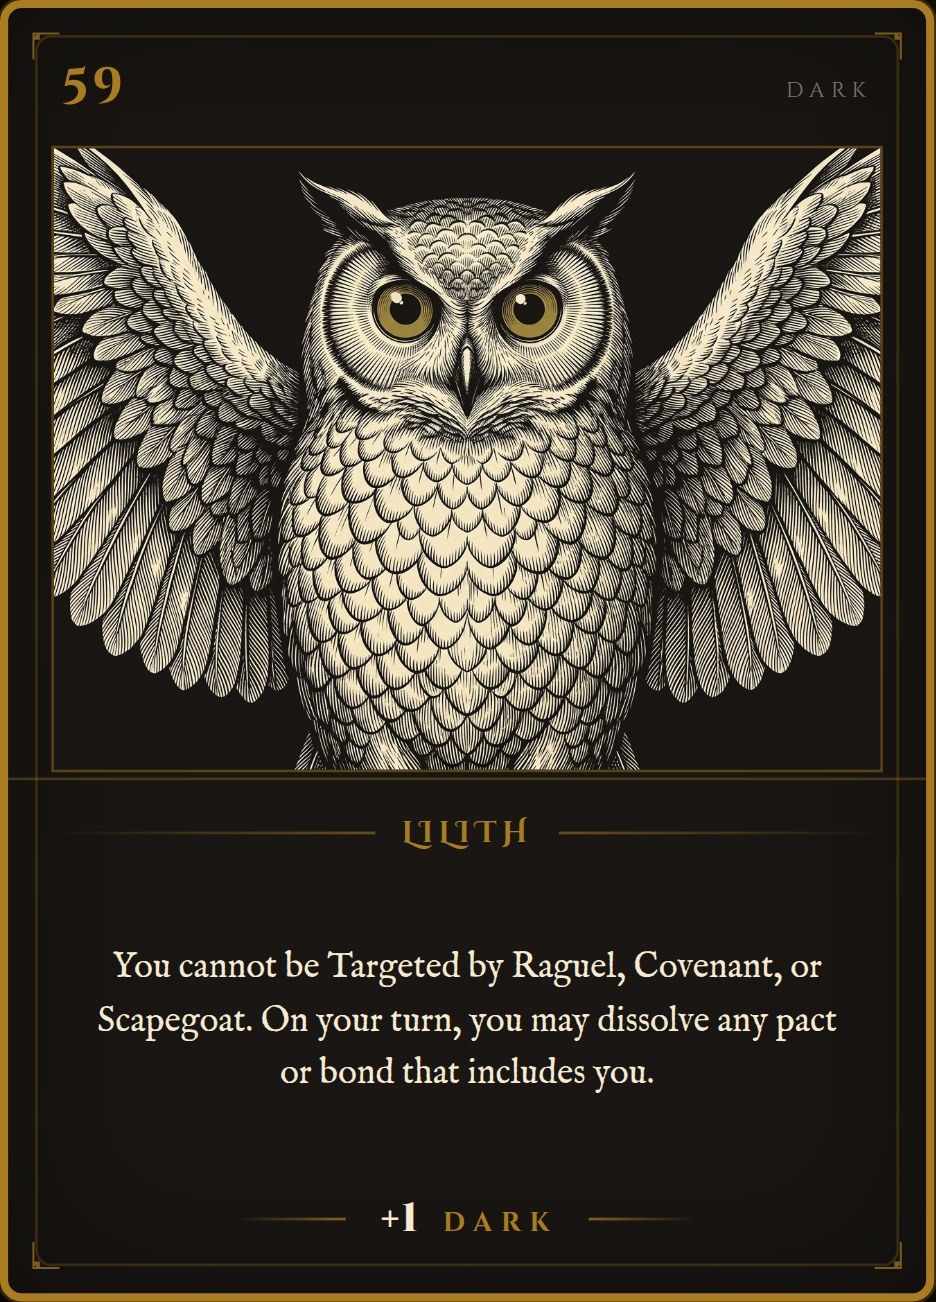 59
DARK
LILITH
You cannot be Targeted by Raguel, Covenant, or
Scapegoat. On your turn, you may dissolve any pact
or bond that includes you.
+1 DARK